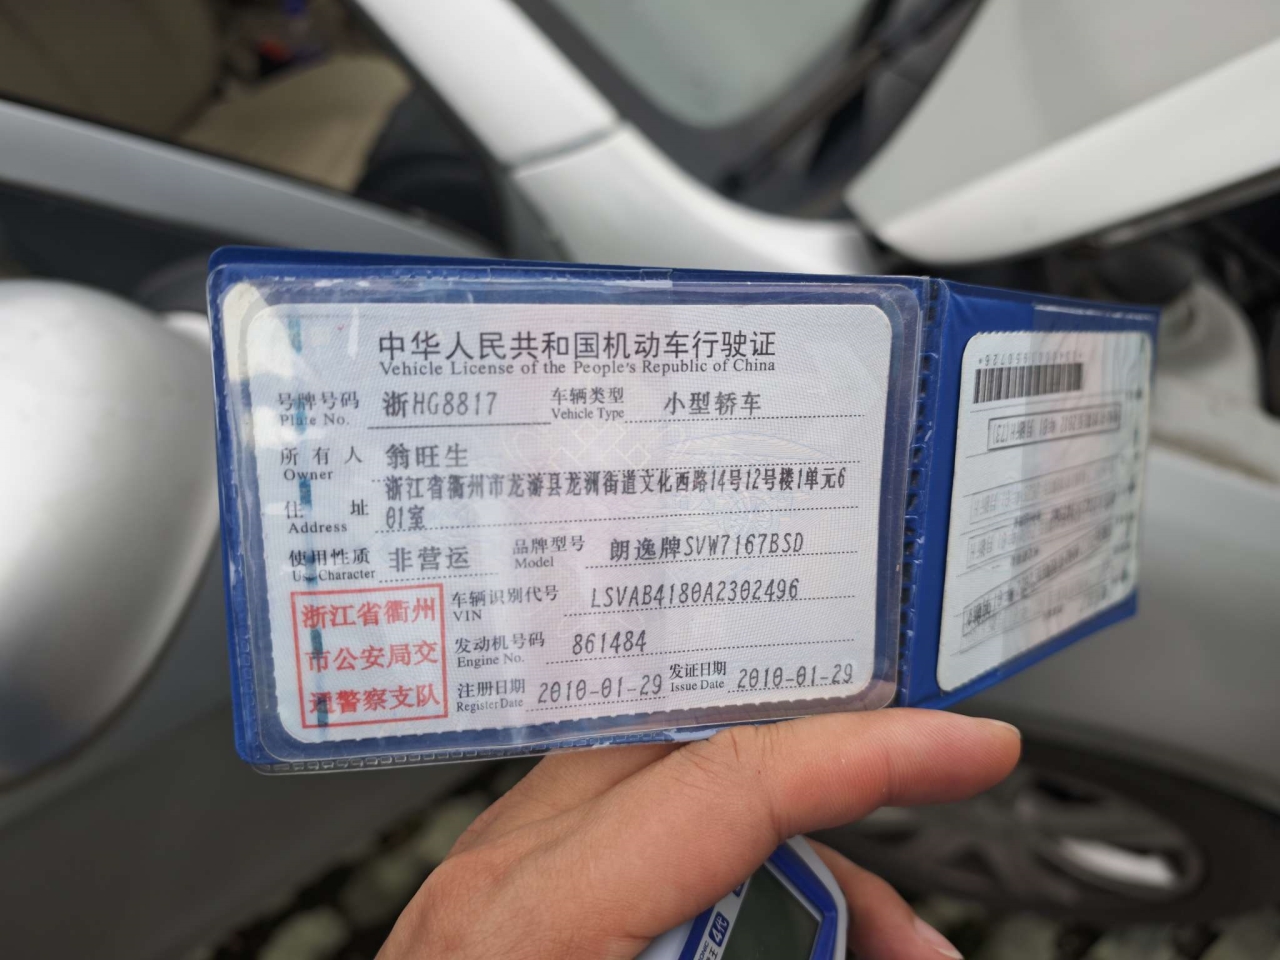 中华人民共和国机动车行驶证
Vehicle License of the People's Republic of China
号牌号码 浙HG8817 车辆类型 小型轿车
Plate No. Vehicle Type
所有人 翁旺生
Owner
浙江省衢州市龙游县龙洲街道文化西路14号12号楼1单元6
住址 01室
Address
使用性质 非营运 品牌型号 朗逸牌SVW7167BSD
Use Character Model
浙江省衢州
市公安局交
通警察支队
车辆识别代号 LSVAB4180A2302496
VIN
发动机号码 861484
Engine No.
注册日期 2010-01-29 发证日期 2010-01-29
Register Date Issue Date
4代